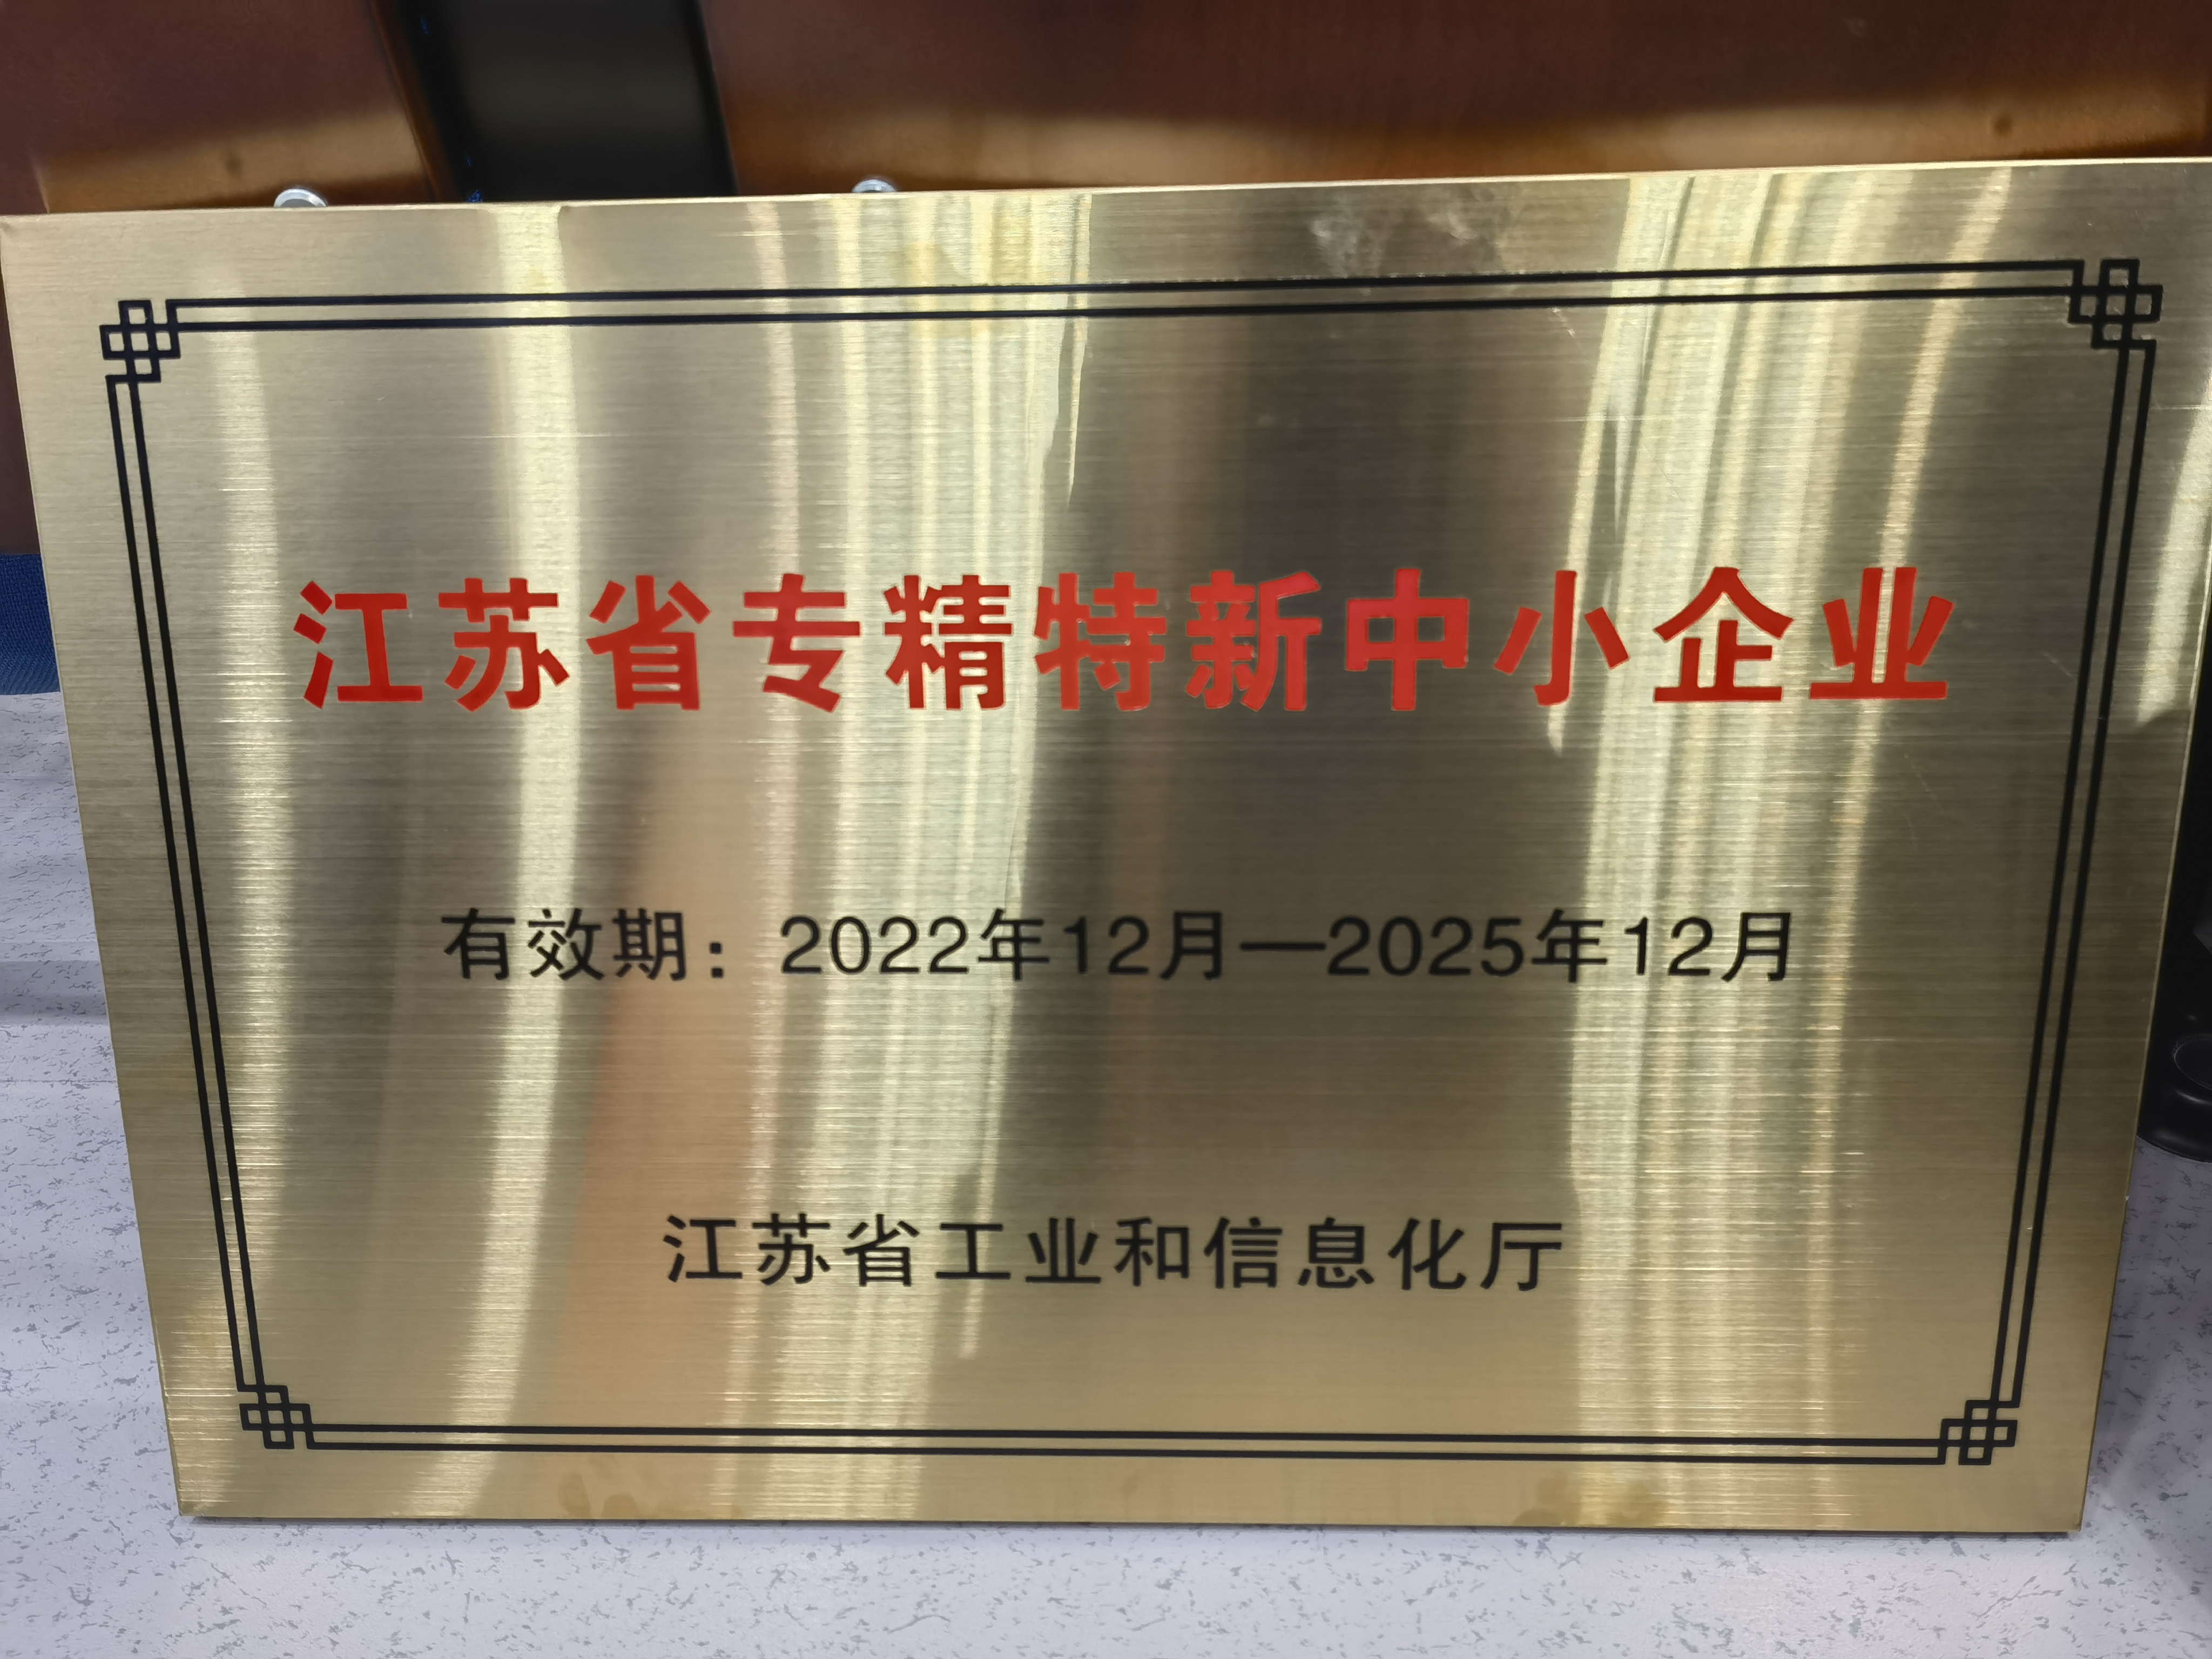 江苏省专精特新中小企业
有效期：2022年12月—2025年12月
江苏省工业和信息化厅